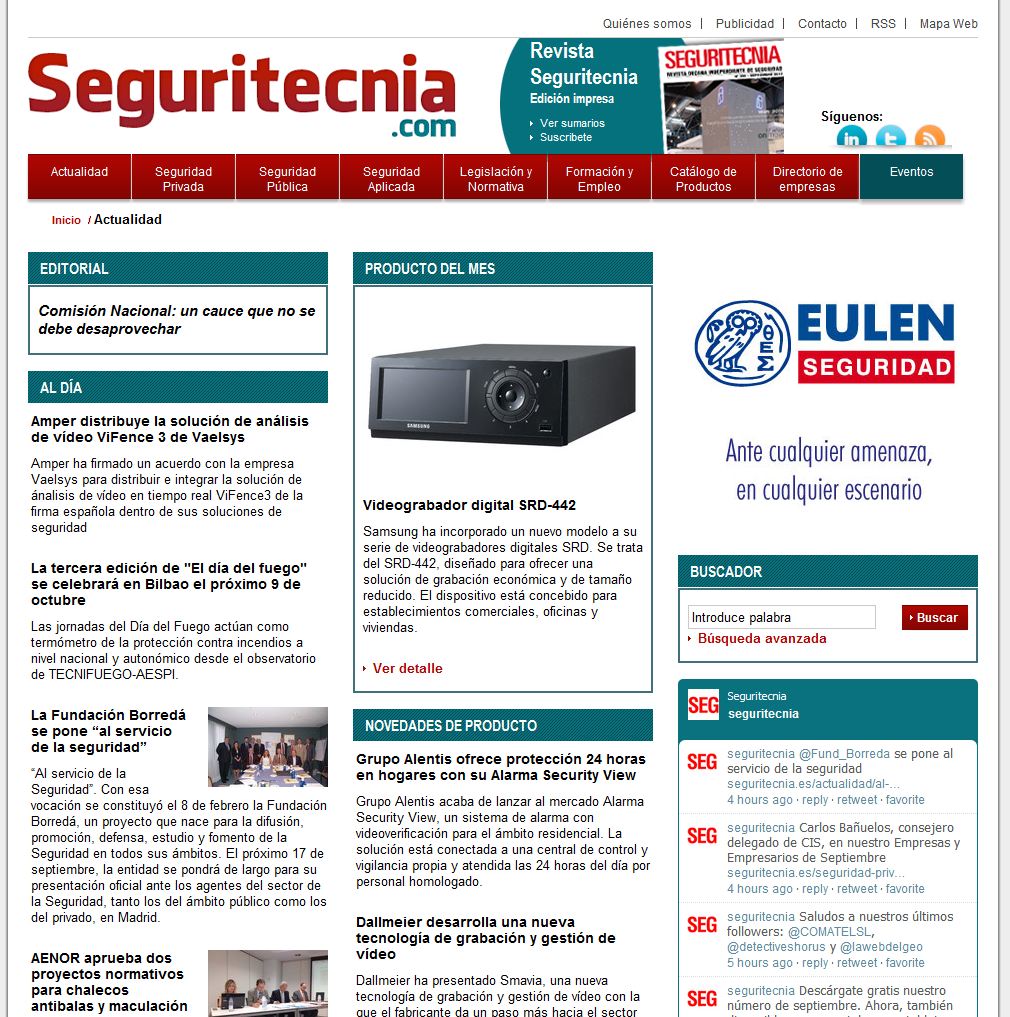 Quiénes somos | Publicidad | Contacto | RSS | Mapa Web
Seguritecnia
.com
Revista
Seguritecnia
Edición impresa
Ver sumarios
Suscribete
SEGURITECNIA
REVISTA DECANA INDEPENDIENTE DE SEGURIDAD
Síguenos:
Actualidad
Seguridad
Privada
Seguridad
Pública
Seguridad
Aplicada
Legislación y
Normativa
Formación y
Empleo
Catálogo de
Productos
Directorio de
empresas
Eventos
Inicio / Actualidad
EDITORIAL
Comisión Nacional: un cauce que no se
debe desaprovechar
AL DÍA
Amper distribuye la solución de análisis
de vídeo ViFence 3 de Vaelsys
Amper ha firmado un acuerdo con la empresa
Vaelsys para distribuir e integrar la solución de
ánalisis de vídeo en tiempo real ViFence3 de la
firma española dentro de sus soluciones de
seguridad
La tercera edición de "El día del fuego"
se celebrará en Bilbao el próximo 9 de
octubre
Las jornadas del Día del Fuego actúan como
termómetro de la protección contra incendios a
nivel nacional y autonómico desde el observatorio
de TECNIFUEGO-AESPI.
La Fundación Borredá
se pone “al servicio
de la seguridad”
“Al servicio de la
Seguridad”. Con esa
vocación se constituyó el 8 de febrero la Fundación
Borredá, un proyecto que nace para la difusión,
promoción, defensa, estudio y fomento de la
Seguridad en todos sus ámbitos. El próximo 17 de
septiembre, la entidad se pondrá de largo para su
presentación oficial ante los agentes del sector de
la Seguridad, tanto los del ámbito público como los
del privado, en Madrid.
AENOR aprueba dos
proyectos normativos
para chalecos
antibalas y maculación
PRODUCTO DEL MES
SAMSUNG
Videograbador digital SRD-442
Samsung ha incorporado un nuevo modelo a su
serie de videograbadores digitales SRD. Se trata
del SRD-442, diseñado para ofrecer una
solución de grabación económica y de tamaño
reducido. El dispositivo está concebido para
establecimientos comerciales, oficinas y
viviendas.
Ver detalle
NOVEDADES DE PRODUCTO
Grupo Alentis ofrece protección 24 horas
en hogares con su Alarma Security View
Grupo Alentis acaba de lanzar al mercado Alarma
Security View, un sistema de alarma con
videoverificación para el ámbito residencial. La
solución está conectada a una central de control y
vigilancia propia y atendida las 24 horas del día por
personal homologado.
Dallmeier desarrolla una nueva
tecnología de grabación y gestión de
vídeo
Dallmeier ha presentado Smavia, una nueva
tecnología de grabación y gestión de vídeo con la
que el fabricante da un paso más hacia el sector
EULEN
SEGURIDAD
Ante cualquier amenaza,
en cualquier escenario
BUSCADOR
Introduce palabra
Buscar
Búsqueda avanzada
SEG
Seguritecnia
seguritecnia
SEG
seguritecnia @Fund_Borreda se pone al
servicio de la seguridad
seguritecnia.es/actualidad/al-...
4 hours ago · reply · retweet · favorite
SEG
seguritecnia Carlos Bañuelos, consejero
delegado de CIS, en nuestro Empresas y
Empresarios de Septiembre
seguritecnia.es/seguridad-priv...
4 hours ago · reply · retweet · favorite
SEG
seguritecnia Saludos a nuestros últimos
followers: @COMATELSL,
@detectiveshorus y @lawebdelgeo
5 hours ago · reply · retweet · favorite
SEG
seguritecnia Descárgate gratis nuestro
número de septiembre. Ahora, también